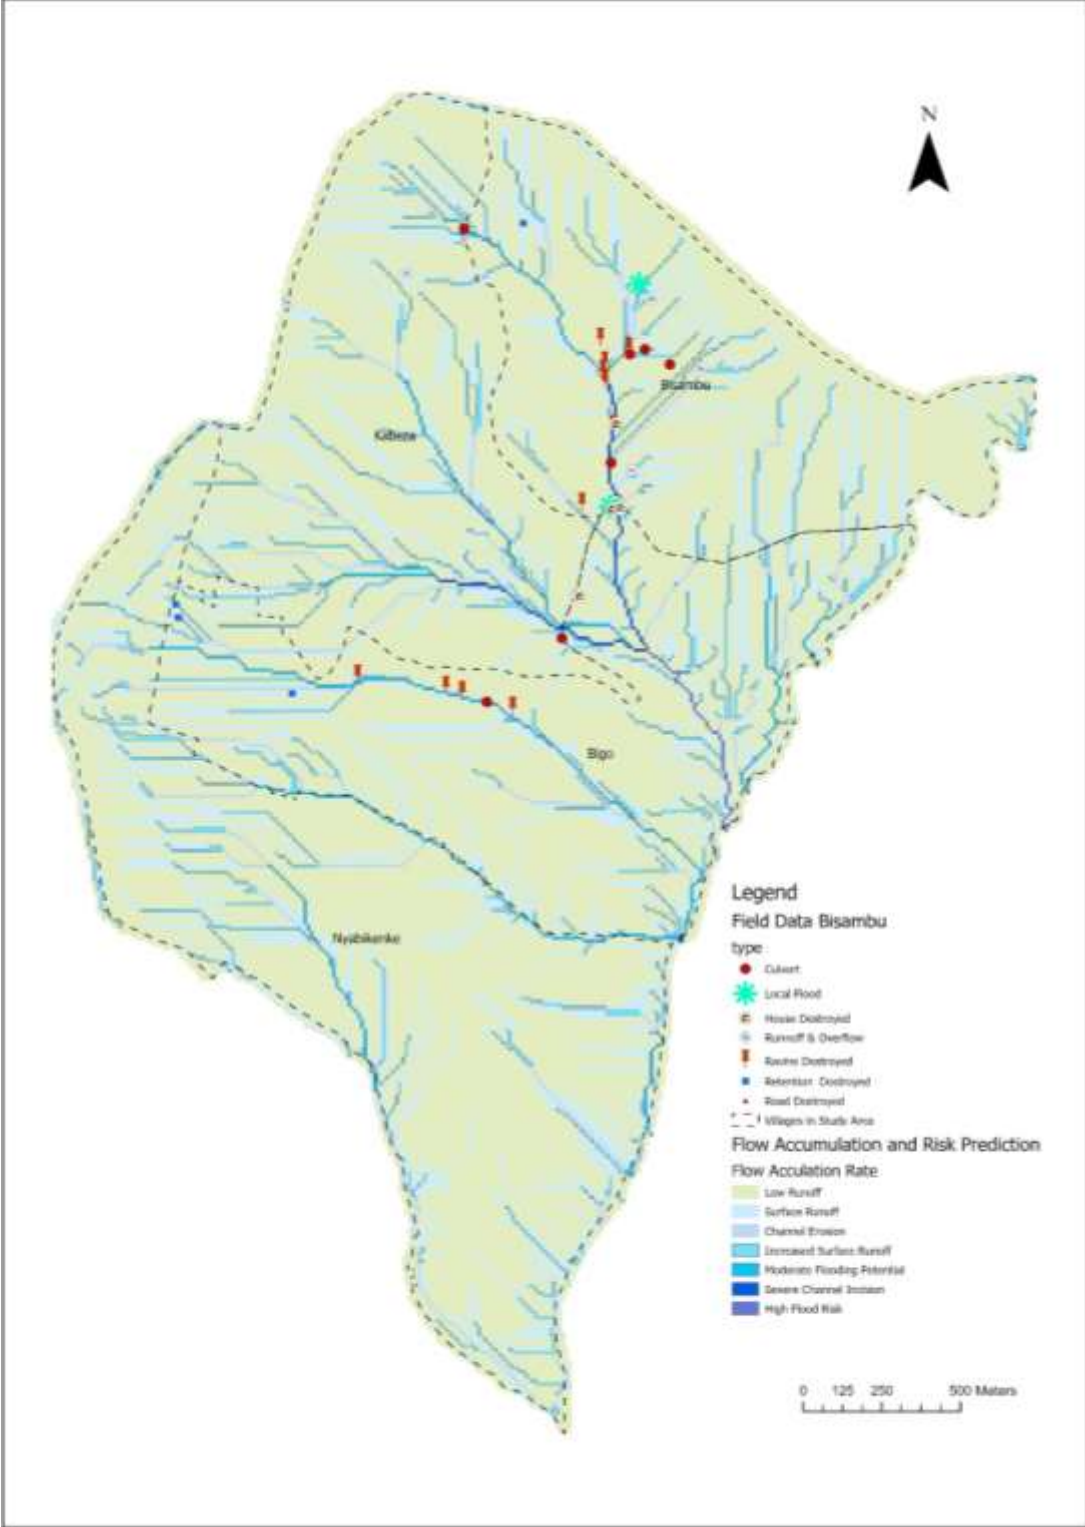 N
Bisambu
Bigo
Nyabikenke
Legend
Field Data Bisambu
type
Culvert
Local Flood
House Destroyed
Runnoff & Overflow
Ravine Destroyed
Retention Destroyed
Road Destroyed
Villages in Study Area
Flow Accumulation and Risk Prediction
Flow Acculation Rate
Low Runoff
Surface Runoff
Channel Erosion
Increased Surface Runoff
Moderate Flooding Potential
Severe Channel Incision
High Flood Risk
0 125 250 500 Meters